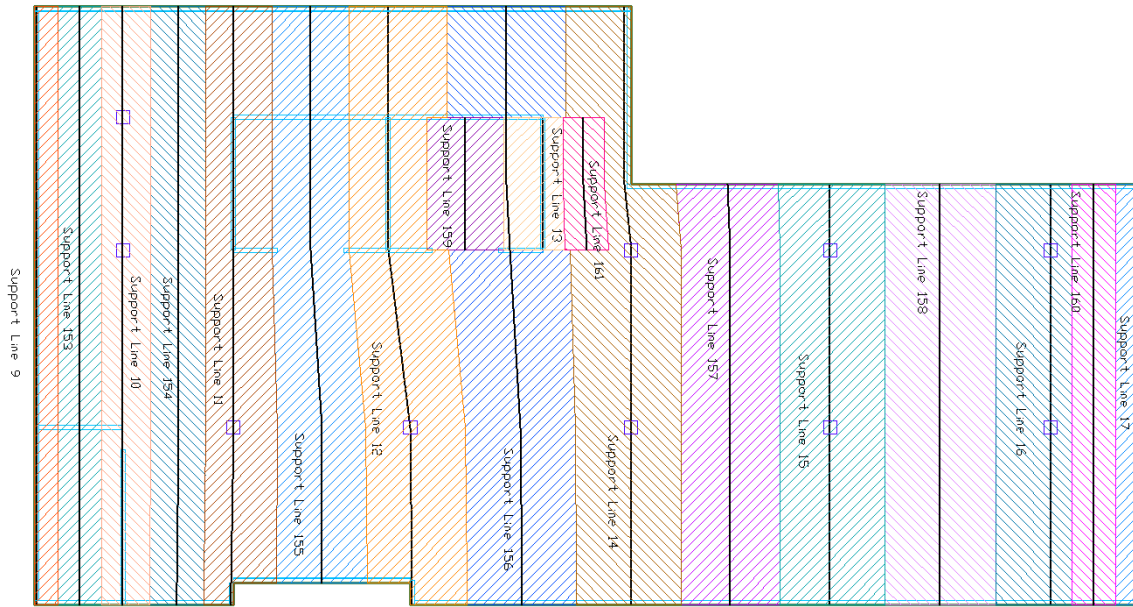 Support Line 9
Support Line 153
Support Line 10
Support Line 154
Support Line 11
Support Line 155
Support Line 12
Support Line 159
Support Line 156
Support Line 13
Support Line 161
Support Line 14
Support Line 157
Support Line 15
Support Line 158
Support Line 16
Support Line 160
Support Line 17